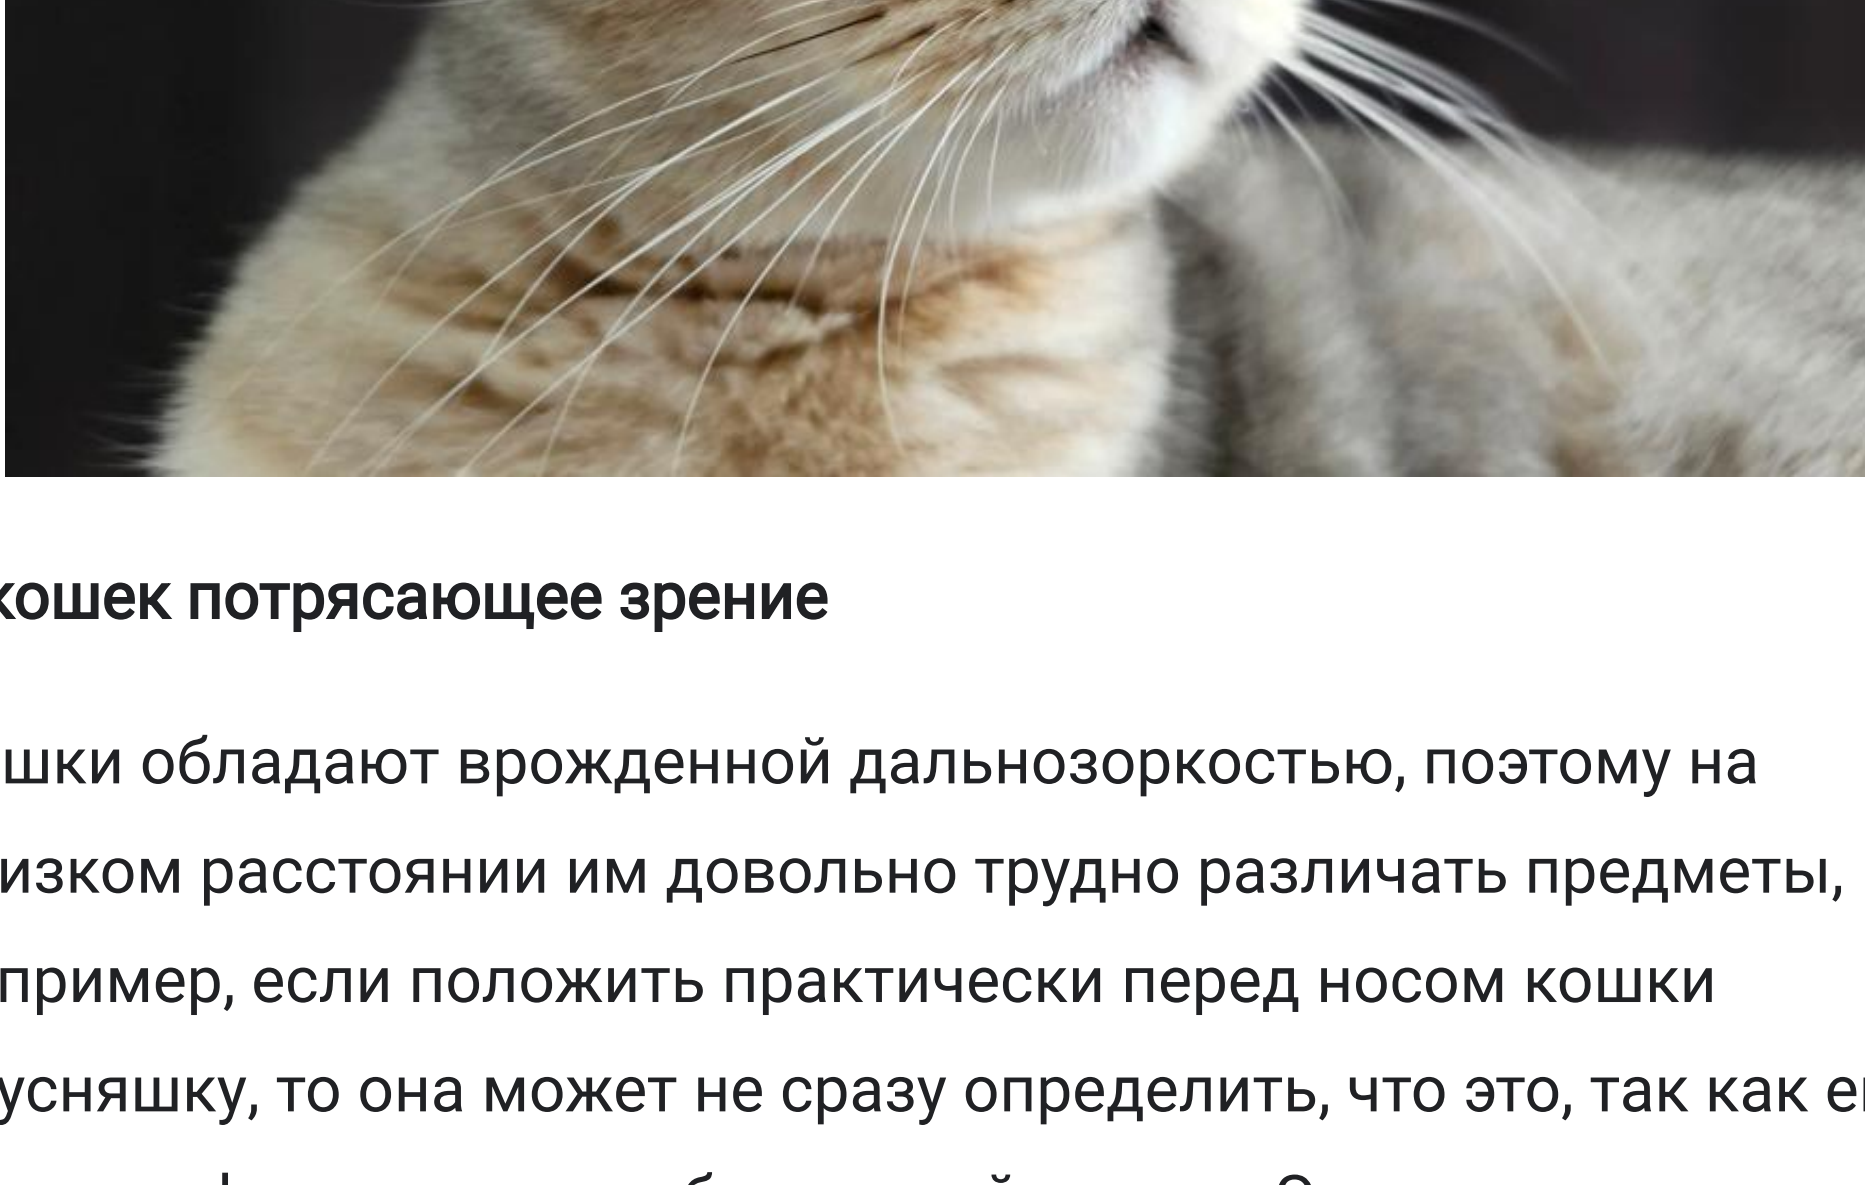 кошек потрясающее зрение
шки обладают врожденной дальнозоркостью, поэтому на
изком расстоянии им довольно трудно различать предметы,
пример, если положить практически перед носом кошки
усняшку, то она может не сразу определить, что это, так как